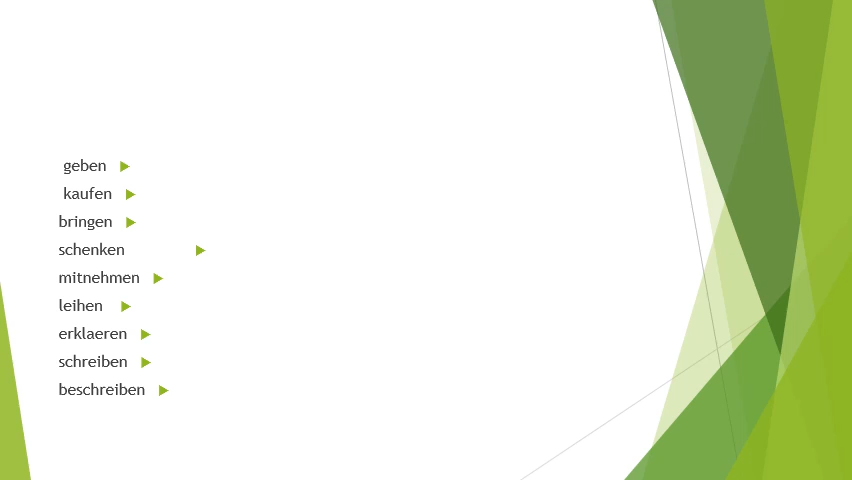 geben
kaufen
bringen
schenken
mitnehmen
leihen
erklaeren
schreiben
beschreiben